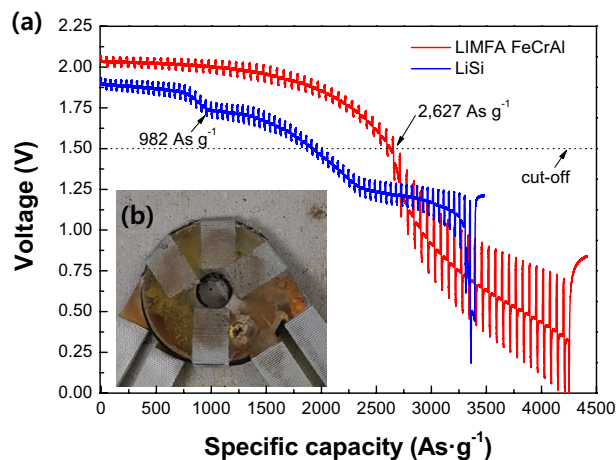 (a)
LIMFA FeCrAl
LiSi
2,627 As g⁻¹
982 As g⁻¹
cut-off
(b)
Voltage (V)
2.25
2.00
1.75
1.50
1.25
1.00
0.75
0.50
0.25
0.00
0 500 1000 1500 2000 2500 3000 3500 4000 4500
Specific capacity (As·g⁻¹)